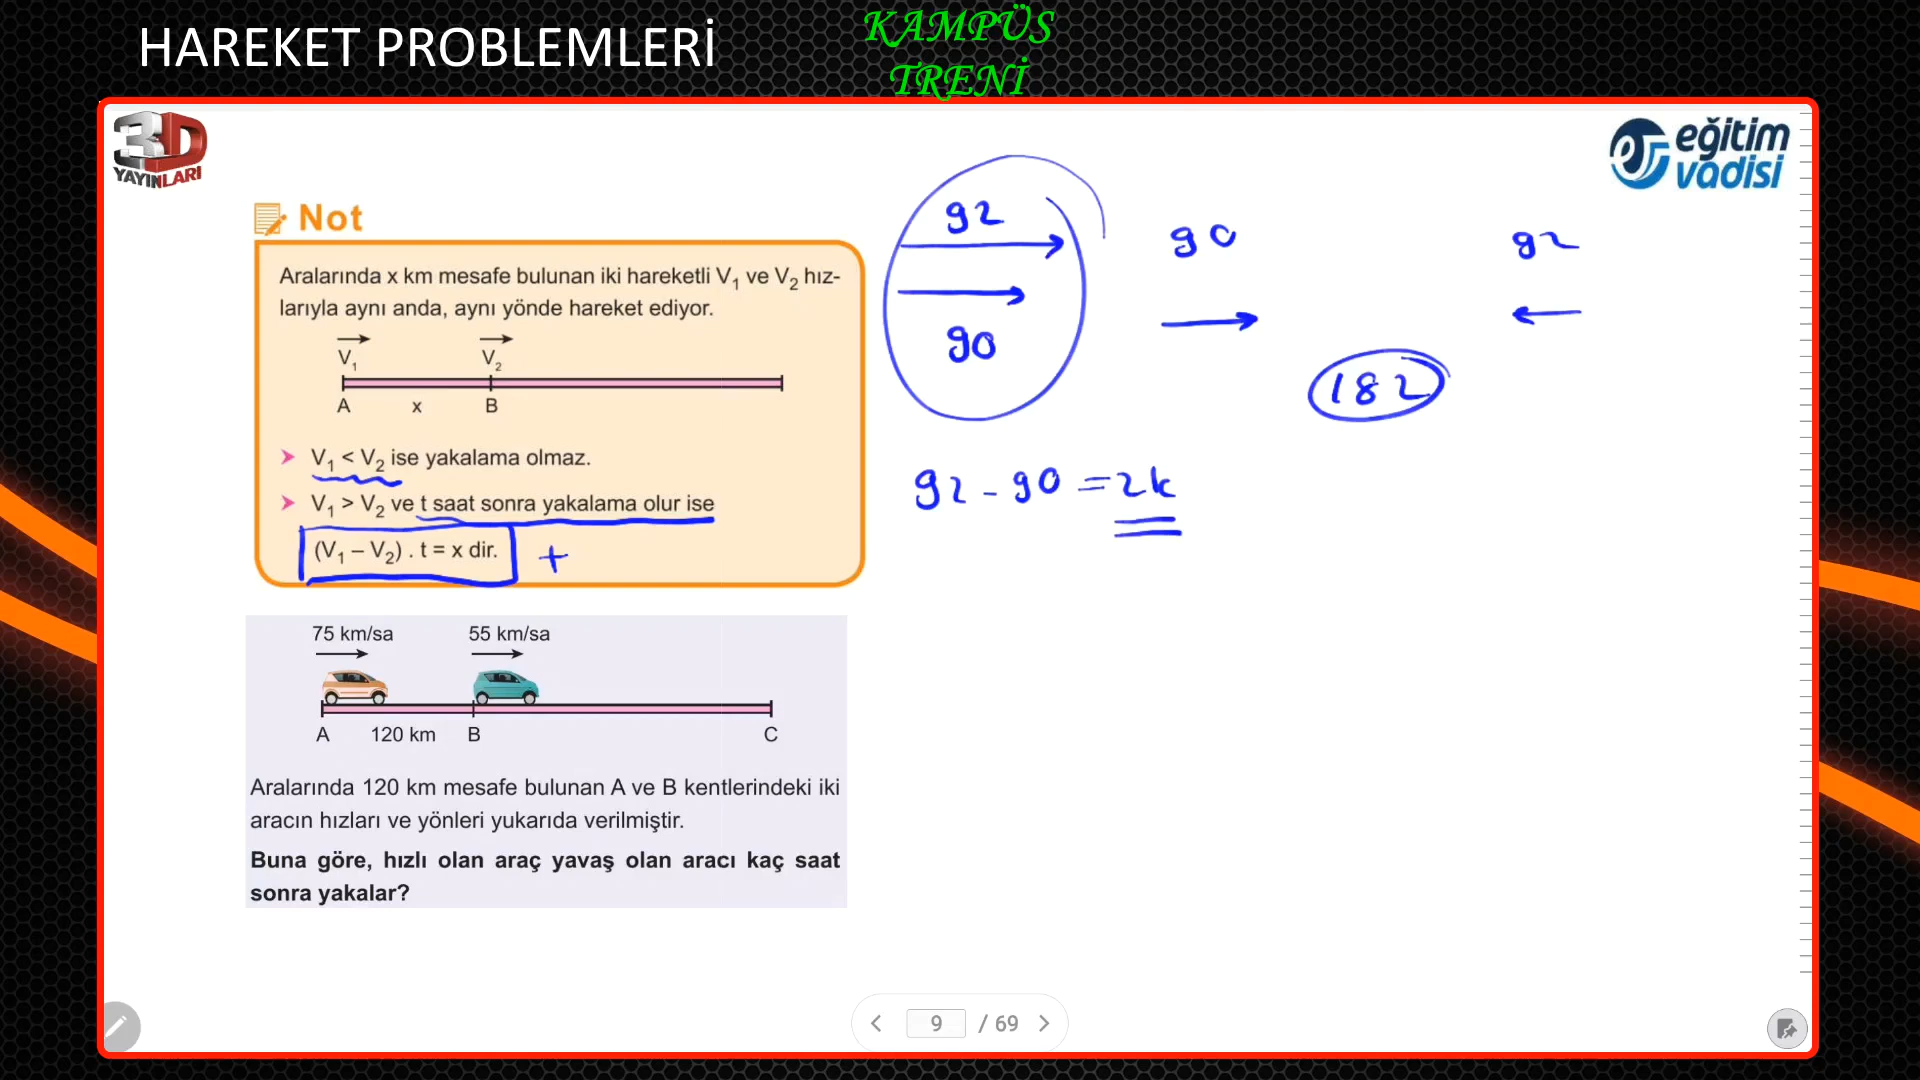 HAREKET PROBLEMLERİ
KAMPÜS
TRENİ
3D
YAYINLARI
eğitim
vadisi
Not
Aralarında x km mesafe bulunan iki hareketli V₁ ve V₂ hız-
larıyla aynı anda, aynı yönde hareket ediyor.
V₁ V₂
A x B
V₁ < V₂ ise yakalama olmaz.
V₁ > V₂ ve t saat sonra yakalama olur ise
(V₁ – V₂) . t = x dir. +
92
90
90 92
182
92 - 90 = 2k
75 km/sa 55 km/sa
A 120 km B C
Aralarında 120 km mesafe bulunan A ve B kentlerindeki iki
aracın hızları ve yönleri yukarıda verilmiştir.
Buna göre, hızlı olan araç yavaş olan aracı kaç saat
sonra yakalar?
9 / 69